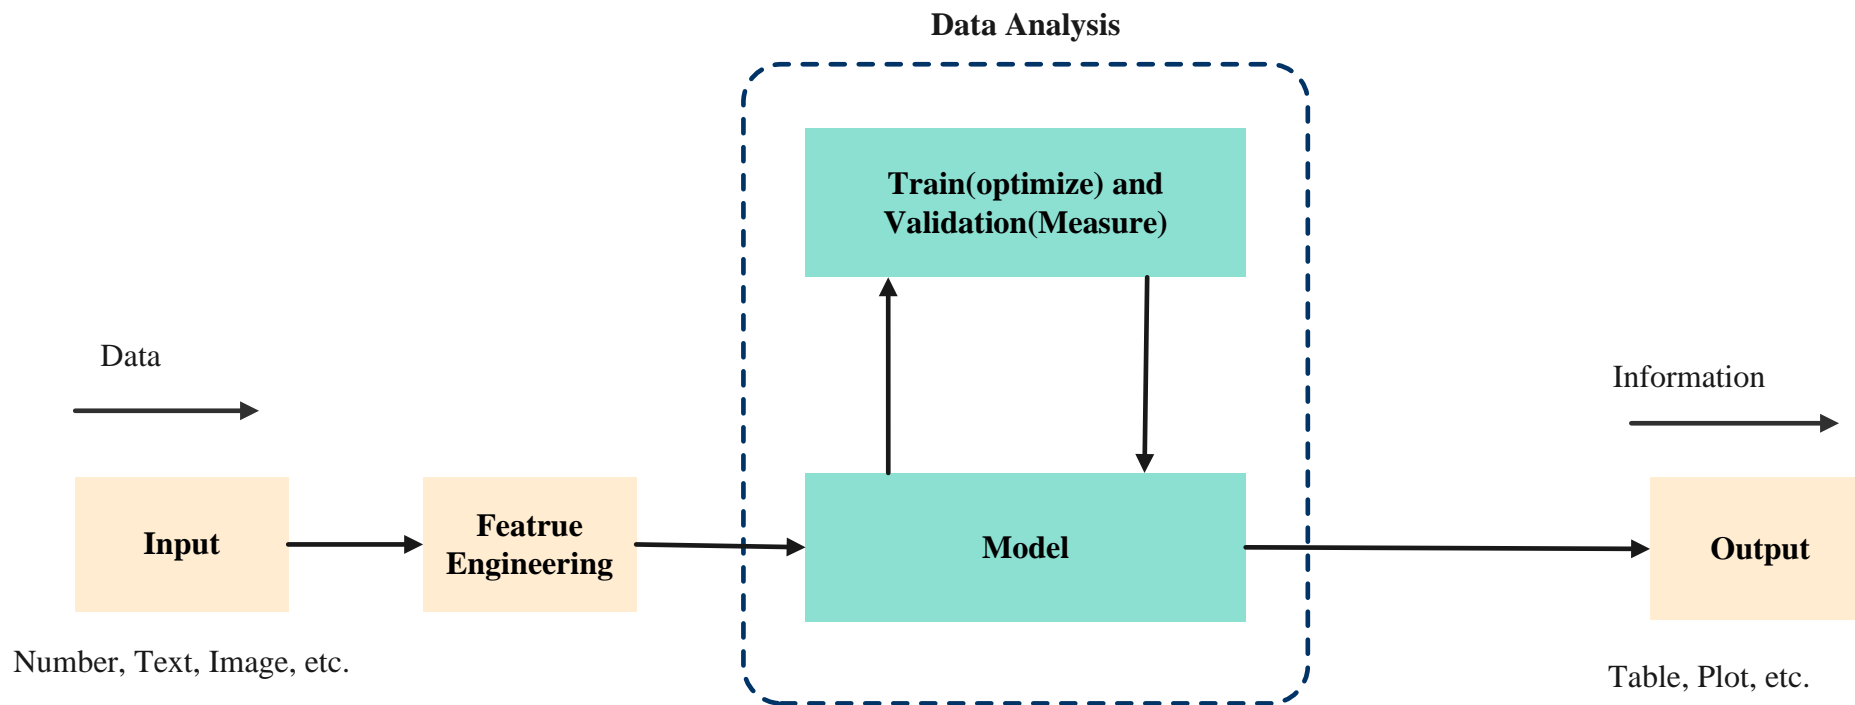 Data Analysis
Train(optimize) and
Validation(Measure)
Data
Information
Input
Featrue
Engineering
Model
Output
Number, Text, Image, etc.
Table, Plot, etc.